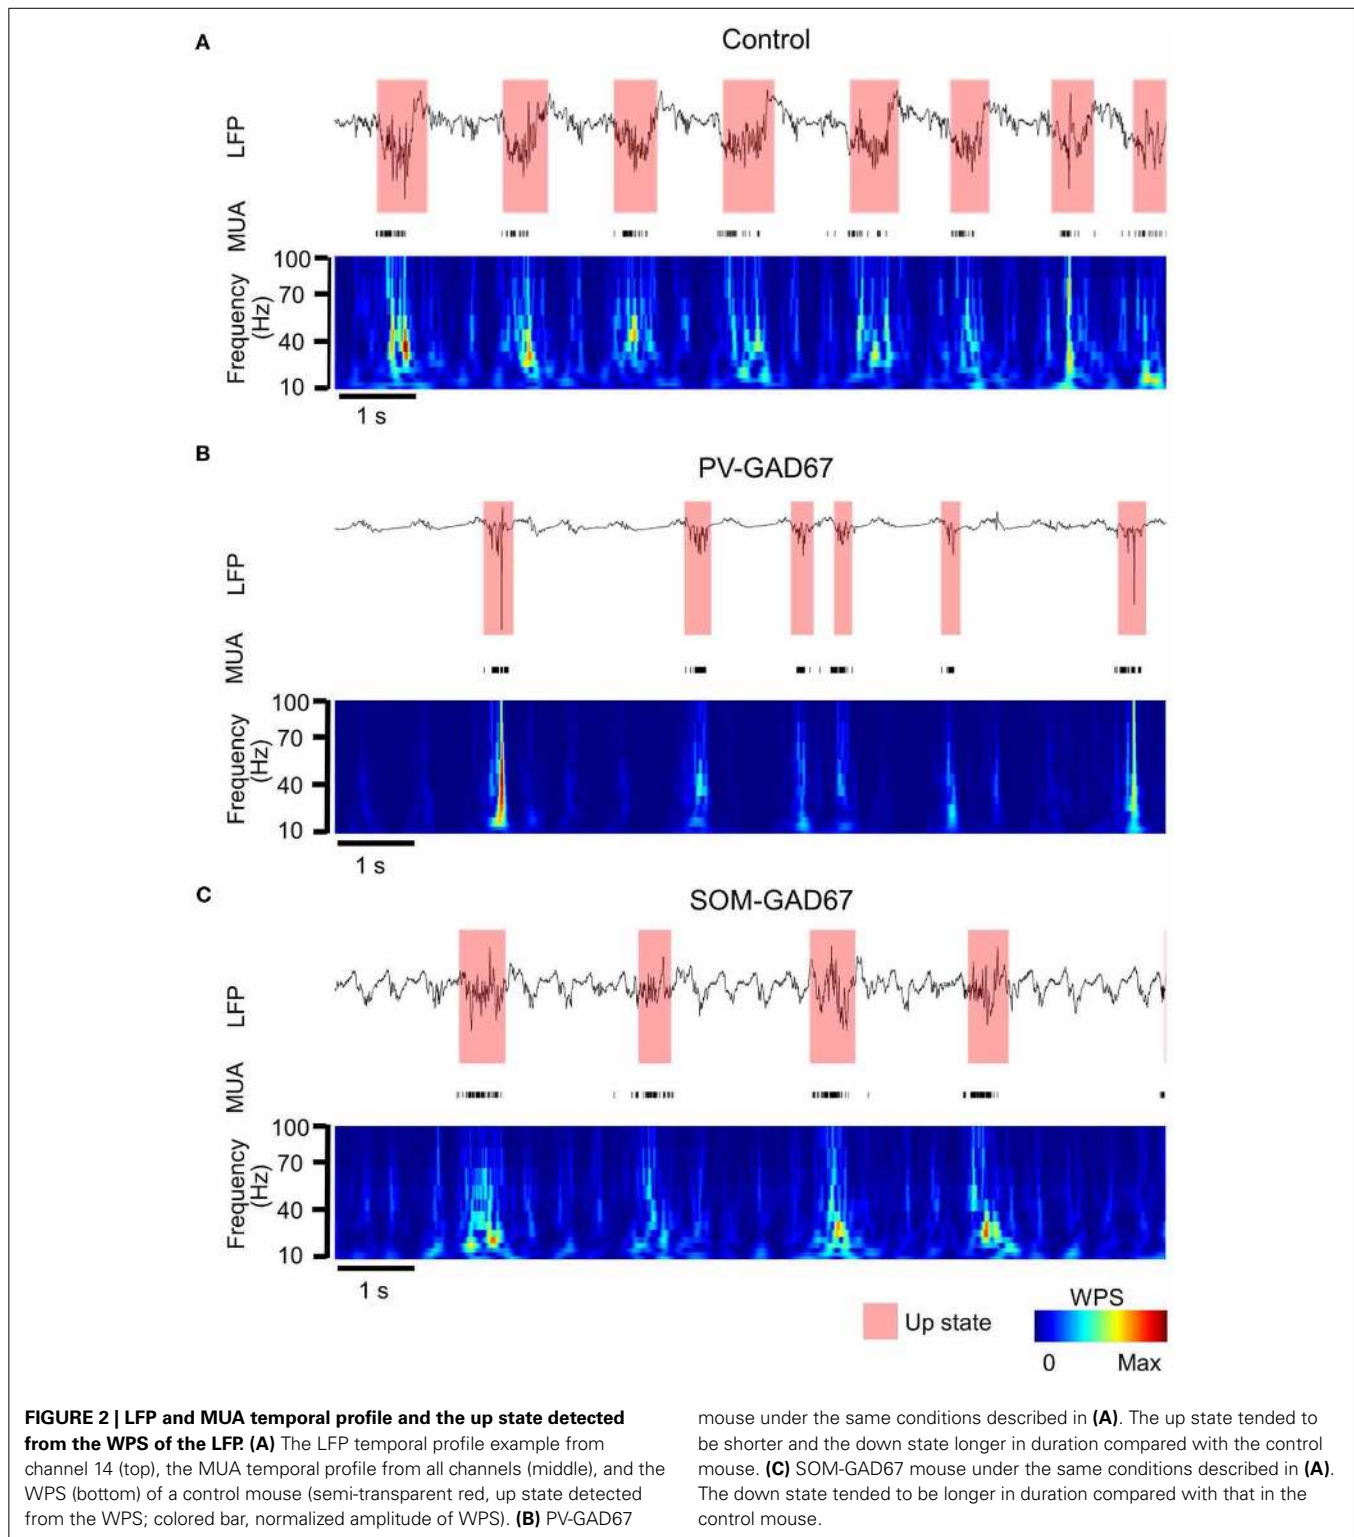 A
Control
LFP
MUA
Frequency
(Hz)
100
70
40
10
1 s
B
PV-GAD67
LFP
MUA
Frequency
(Hz)
100
70
40
10
1 s
C
SOM-GAD67
LFP
MUA
Frequency
(Hz)
100
70
40
10
1 s
Up state
WPS
0 Max
FIGURE 2 | LFP and MUA temporal profile and the up state detected
from the WPS of the LFP. (A) The LFP temporal profile example from
channel 14 (top), the MUA temporal profile from all channels (middle), and the
WPS (bottom) of a control mouse (semi-transparent red, up state detected
from the WPS; colored bar, normalized amplitude of WPS). (B) PV-GAD67
mouse under the same conditions described in (A). The up state tended to
be shorter and the down state longer in duration compared with the control
mouse. (C) SOM-GAD67 mouse under the same conditions described in (A).
The down state tended to be longer in duration compared with that in the
control mouse.